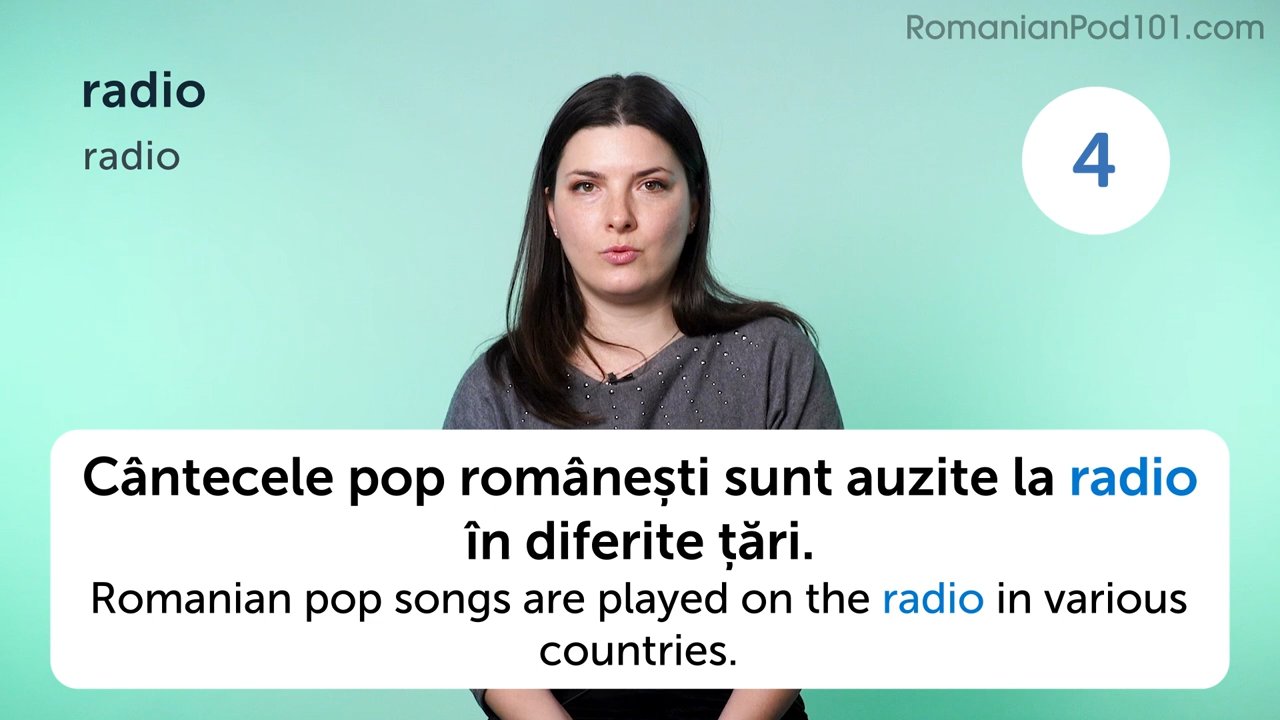 RomanianPod101.com
radio
radio
4
Cântecele pop românești sunt auzite la radio
în diferite țări.
Romanian pop songs are played on the radio in various
countries.